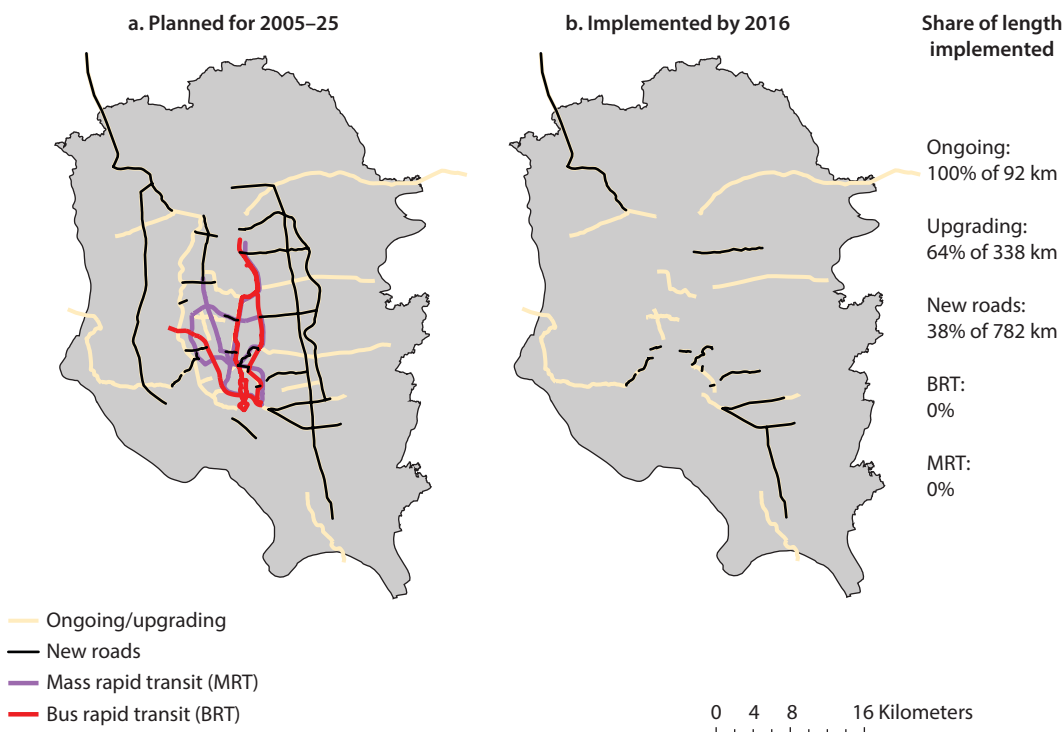 a. Planned for 2005–25
b. Implemented by 2016
Share of length
implemented
Ongoing:
100% of 92 km
Upgrading:
64% of 338 km
New roads:
38% of 782 km
BRT:
0%
MRT:
0%
Ongoing/upgrading
New roads
Mass rapid transit (MRT)
Bus rapid transit (BRT)
0 4 8 16 Kilometers